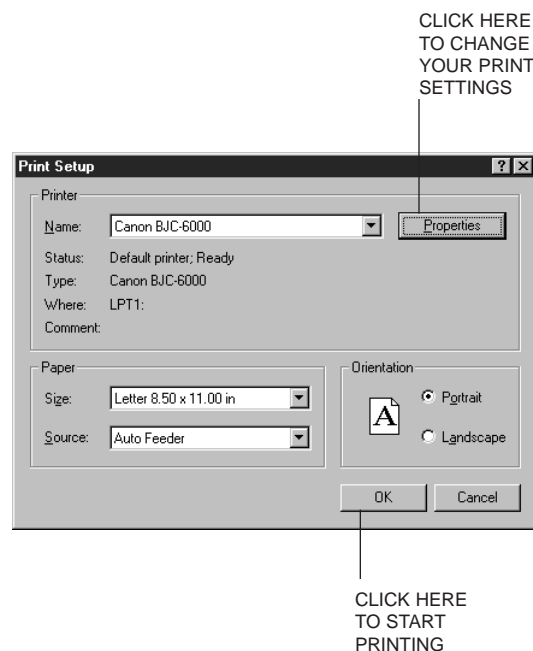 CLICK HERE
TO CHANGE
YOUR PRINT
SETTINGS
Print Setup
Printer
Name: Canon BJC-6000 Properties
Status: Default printer; Ready
Type: Canon BJC-6000
Where: LPT1:
Comment:
Paper
Size: Letter 8.50 x 11.00 in
Source: Auto Feeder
Orientation
A
Portrait
Landscape
OK Cancel
CLICK HERE
TO START
PRINTING